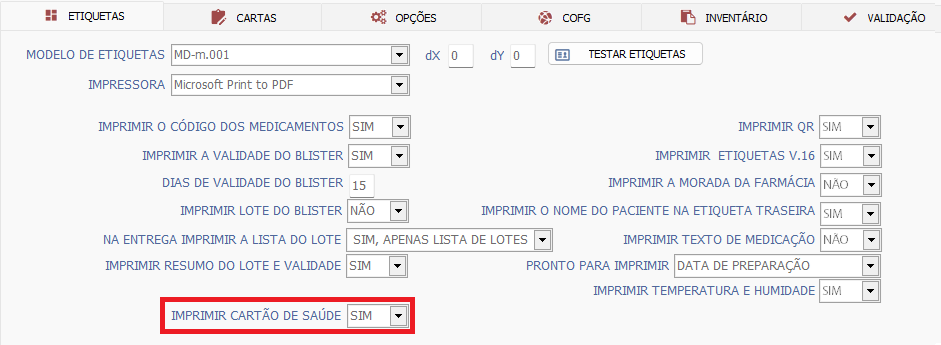 ETIQUETAS CARTAS OPÇÕES COFG INVENTÁRIO VALIDAÇÃO
MODELO DE ETIQUETAS MD-m.001 dX 0 dY 0 TESTAR ETIQUETAS
IMPRESSORA Microsoft Print to PDF
IMPRIMIR O CÓDIGO DOS MEDICAMENTOS SIM IMPRIMIR QR SIM
IMPRIMIR A VALIDADE DO BLISTER SIM IMPRIMIR ETIQUETAS V.16 SIM
DIAS DE VALIDADE DO BLISTER 15 IMPRIMIR A MORADA DA FARMÁCIA NÃO
IMPRIMIR LOTE DO BLISTER NÃO IMPRIMIR O NOME DO PACIENTE NA ETIQUETA TRASEIRA SIM
NA ENTREGA IMPRIMIR A LISTA DO LOTE SIM, APENAS LISTA DE LOTES IMPRIMIR TEXTO DE MEDICAÇÃO NÃO
IMPRIMIR RESUMO DO LOTE E VALIDADE SIM PRONTO PARA IMPRIMIR DATA DE PREPARAÇÃO
IMPRIMIR TEMPERATURA E HUMIDADE SIM
IMPRIMIR CARTÃO DE SAÚDE SIM